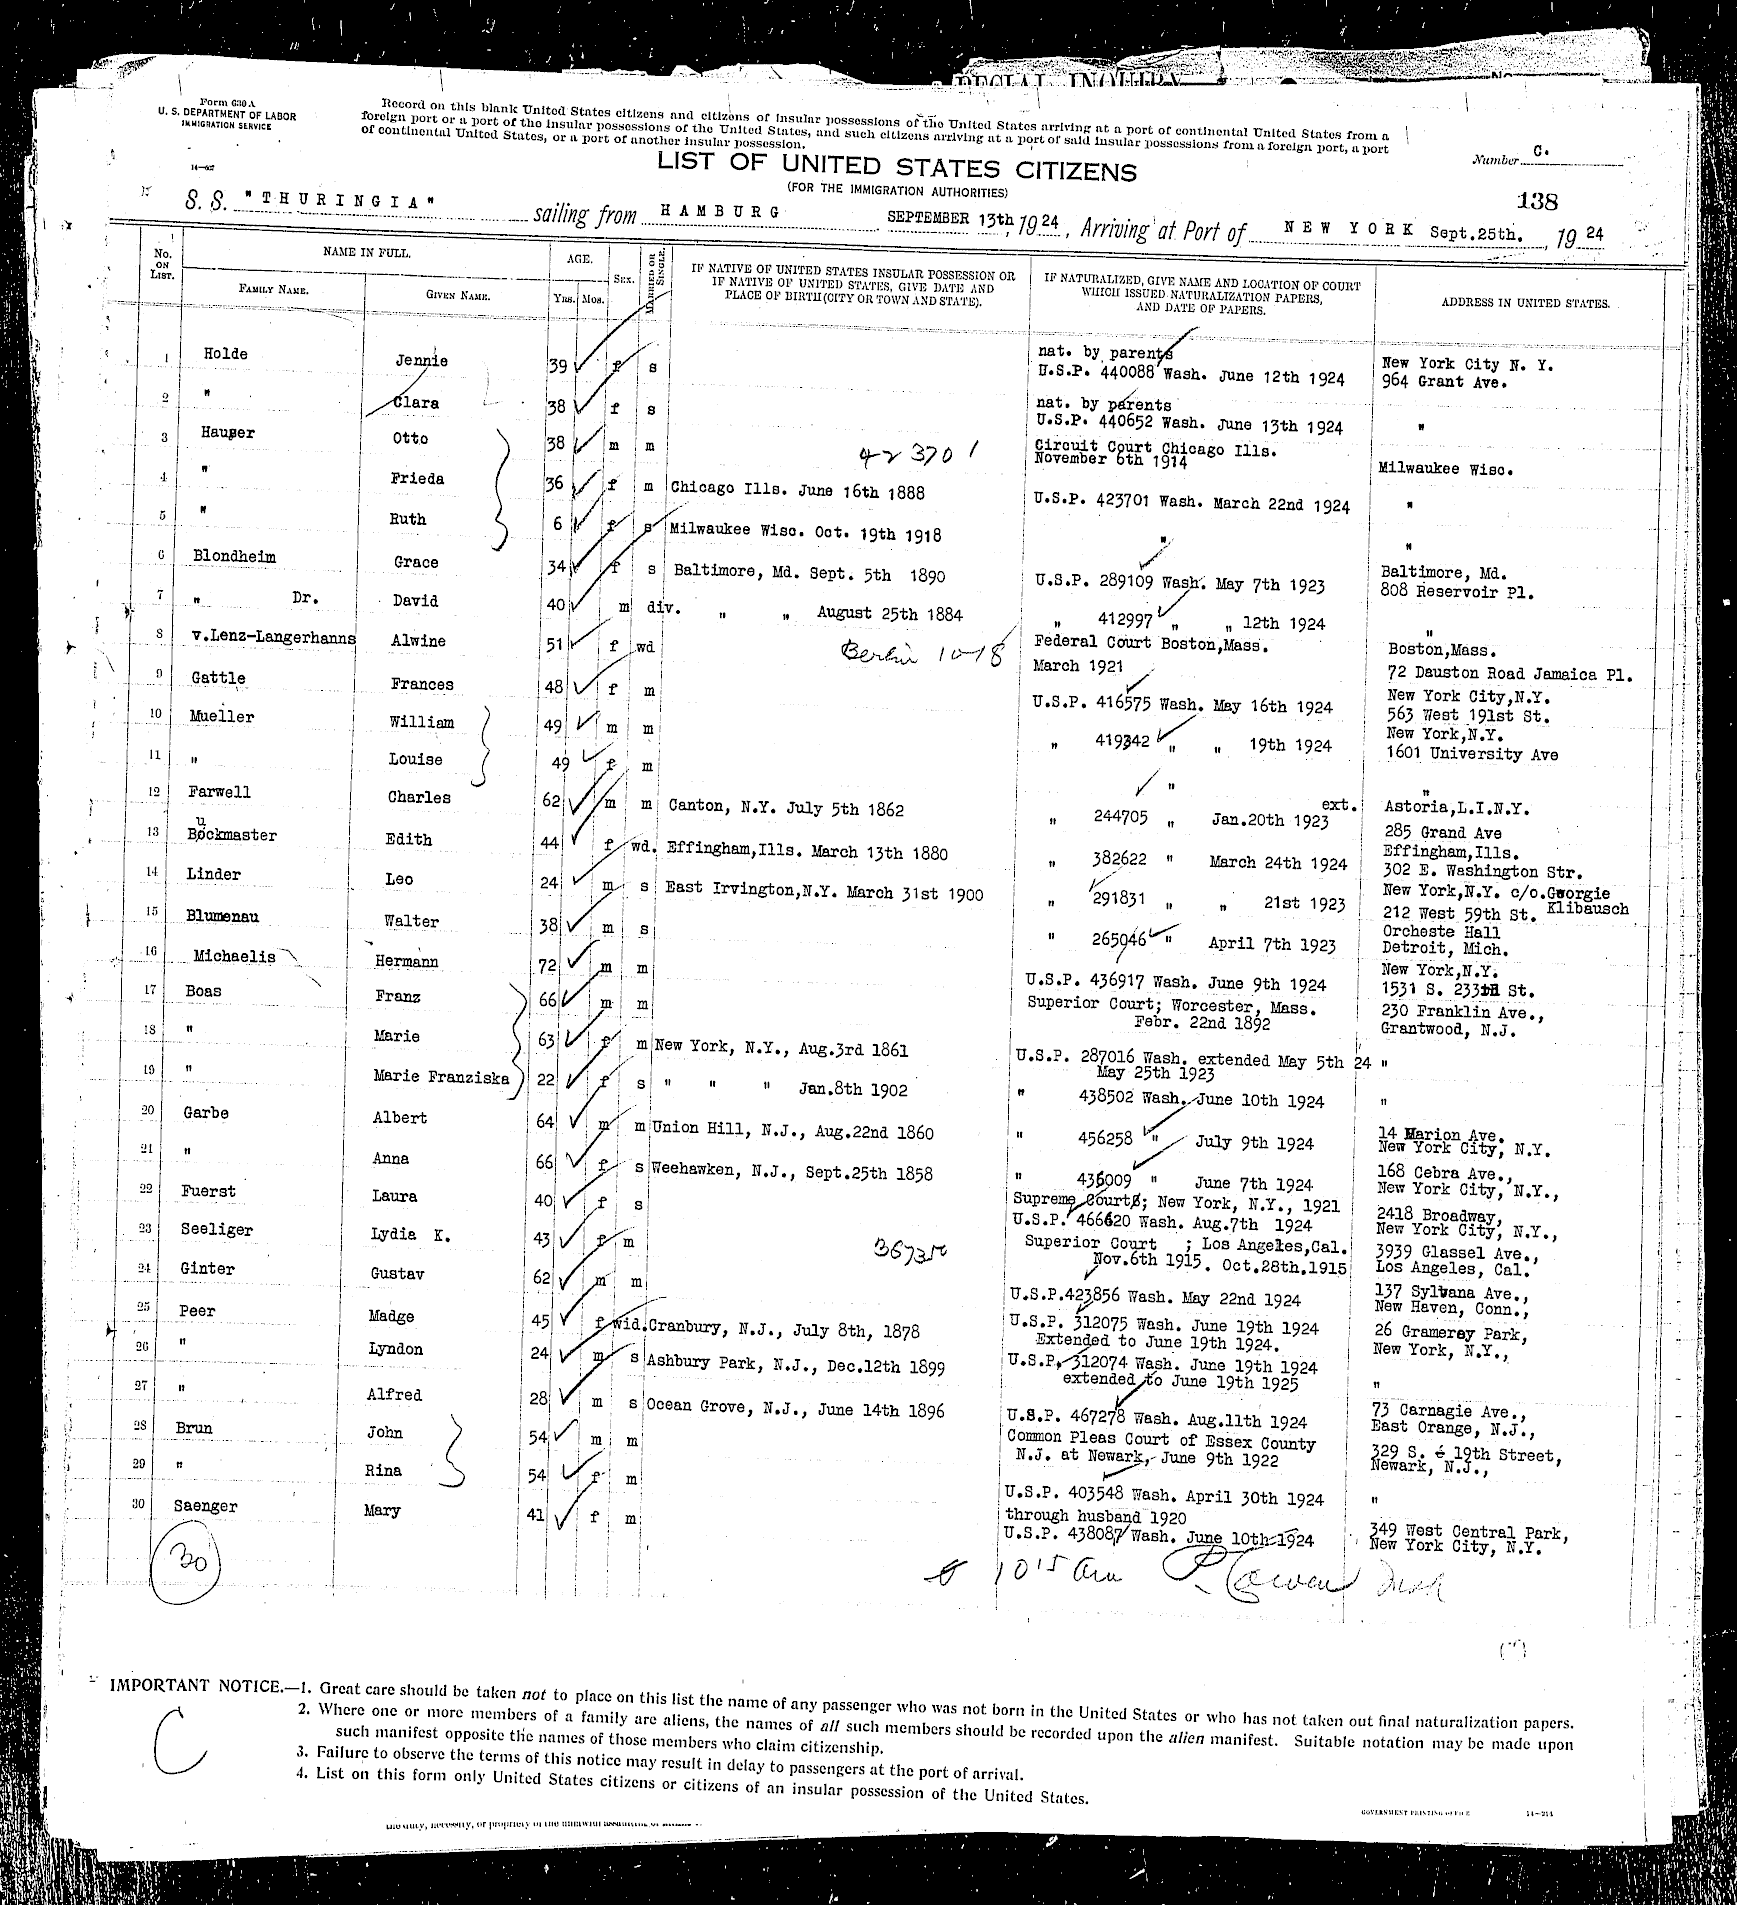 SPECIAL INQUIRY
Form 630 A
U. S. DEPARTMENT OF LABOR
IMMIGRATION SERVICE
Record on this blank United States citizens and citizens of insular possessions of the United States arriving at a port of continental United States from a
foreign port or a port of the insular possessions of the United States, and such citizens arriving at a port of said insular possessions from a foreign port, a port
of continental United States, or a port of another insular possession.
LIST OF UNITED STATES CITIZENS
(FOR THE IMMIGRATION AUTHORITIES)
Number C.
138
S. S. "THURINGIA" sailing from HAMBURG SEPTEMBER 13th, 1924, Arriving at Port of NEW YORK Sept.25th., 1924
No. ON LIST. NAME IN FULL. FAMILY NAME. GIVEN NAME. AGE. YRS. MOS. SEX. MARRIED OR SINGLE. IF NATIVE OF UNITED STATES INSULAR POSSESSION OR IF NATIVE OF UNITED STATES, GIVE DATE AND PLACE OF BIRTH (CITY OR TOWN AND STATE). IF NATURALIZED, GIVE NAME AND LOCATION OF COURT WHICH ISSUED NATURALIZATION PAPERS, AND DATE OF PAPERS. ADDRESS IN UNITED STATES.
1 Holde Jennie 39 f s nat. by parents U.S.P. 440088 Wash. June 12th 1924 New York City N. Y. 964 Grant Ave.
2 " Clara 38 f s nat. by parents U.S.P. 440652 Wash. June 13th 1924 "
3 Hauser Otto 38 m m 423701 Circuit Court Chicago Ills. November 6th 1914 Milwaukee Wisc.
4 " Frieda 36 f m Chicago Ills. June 16th 1888 U.S.P. 423701 Wash. March 22nd 1924 "
5 " Ruth 6 f s Milwaukee Wisc. Oct. 19th 1918 " "
6 Blondheim Grace 34 f s Baltimore, Md. Sept. 5th 1890 U.S.P. 289109 Wash. May 7th 1923 Baltimore, Md. 808 Reservoir Pl.
7 " Dr. David 40 m div. " " August 25th 1884 " 412997 " " 12th 1924 "
8 v.Lenz-Langerhanns Alwine 51 f wd Berlin 10-18 Federal Court Boston,Mass. March 1921 Boston,Mass. 72 Dauston Road Jamaica Pl.
9 Gattle Frances 48 f m U.S.P. 416575 Wash. May 16th 1924 New York City,N.Y. 563 West 191st St.
10 Mueller William 49 m m " 419342 " " 19th 1924 New York,N.Y. 1601 University Ave
11 " Louise 49 f m " "
12 Farwell Charles 62 m m Canton, N.Y. July 5th 1862 " 244705 " Jan.20th 1923 ext. Astoria,L.I.N.Y. 285 Grand Ave
13 Buckmaster Edith 44 f wd. Effingham,Ills. March 13th 1880 " 382622 " March 24th 1924 Effingham,Ills. 302 E. Washington Str.
14 Linder Leo 24 m s East Irvington,N.Y. March 31st 1900 " 291831 " " 21st 1923 New York,N.Y. c/o.Georgie Klibausch 212 West 59th St.
15 Blumenau Walter 38 m s " 265046 " April 7th 1923 Orcheste Hall Detroit, Mich.
16 Michaelis Hermann 72 m m U.S.P. 436917 Wash. June 9th 1924 New York,N.Y. 1531 S. 233 St.
17 Boas Franz 66 m m Superior Court; Worcester, Mass. Febr. 22nd 1892 230 Franklin Ave., Grantwood, N.J.
18 " Marie 63 f m New York, N.Y., Aug.3rd 1861 U.S.P. 287016 Wash. extended May 5th 24 May 25th 1923 "
19 " Marie Franziska 22 f s " " " Jan.8th 1902 " 438502 Wash. June 10th 1924 "
20 Garbe Albert 64 m m Union Hill, N.J., Aug.22nd 1860 " 456258 " July 9th 1924 14 Marion Ave. New York City, N.Y.
21 " Anna 66 f s Weehawken, N.J., Sept.25th 1858 " 436009 " June 7th 1924 168 Cebra Ave., New York City, N.Y.,
22 Fuerst Laura 40 f s Supreme Court; New York, N.Y., 1921 U.S.P. 466620 Wash. Aug.7th 1924 2418 Broadway, New York City, N.Y.,
23 Seeliger Lydia K. 43 f m 367350 Superior Court ; Los Angeles,Cal. Nov.6th 1915. Oct.28th.1915 3939 Glassel Ave., Los Angeles, Cal.
24 Ginter Gustav 62 m m U.S.P.423856 Wash. May 22nd 1924 137 Sylvana Ave., New Haven, Conn.,
25 Peer Madge 45 f wid. Cranbury, N.J., July 8th, 1878 U.S.P. 312075 Wash. June 19th 1924 Extended to June 19th 1924. 26 Gramercy Park, New York, N.Y.,
26 " Lyndon 24 m s Ashbury Park, N.J., Dec.12th 1899 U.S.P. 312074 Wash. June 19th 1924 extended to June 19th 1925 "
27 " Alfred 28 m s Ocean Grove, N.J., June 14th 1896 U.S.P. 467278 Wash. Aug.11th 1924 73 Carnagie Ave., East Orange, N.J.,
28 Brun John 54 m m Common Pleas Court of Essex County N.J. at Newark, June 9th 1922 329 S. 19th Street, Newark, N.J.,
29 " Rina 54 f m U.S.P. 403548 Wash. April 30th 1924 "
30 Saenger Mary 41 f m through husband 1920 U.S.P. 438087 Wash. June 10th 1924 349 West Central Park, New York City, N.Y.
30
10 15 am
IMPORTANT NOTICE.—1. Great care should be taken not to place on this list the name of any passenger who was not born in the United States or who has not taken out final naturalization papers.
2. Where one or more members of a family are aliens, the names of all such members should be recorded upon the alien manifest. Suitable notation may be made upon
such manifest opposite the names of those members who claim citizenship.
3. Failure to observe the terms of this notice may result in delay to passengers at the port of arrival.
4. List on this form only United States citizens or citizens of an insular possession of the United States.
C
GOVERNMENT PRINTING OFFICE
14-214